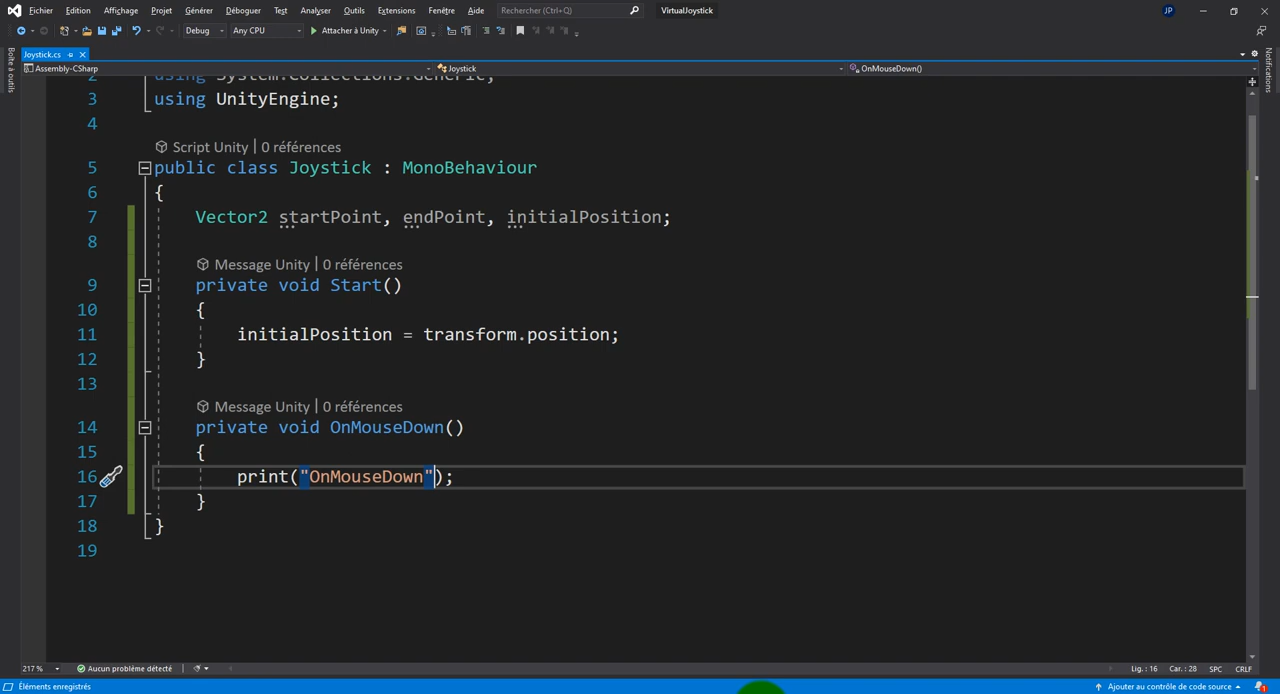 Fichier Edition Affichage Projet Générer Déboguer Test Analyser Outils Extensions Fenêtre Aide Rechercher (Ctrl+Q) VirtualJoystick JP
Debug Any CPU Attacher à Unity
Joystick.cs
Assembly-CSharp Joystick OnMouseDown()
Boîte à outils
Notifications
2 using System.Collections.Generic;
3 using UnityEngine;
4
Script Unity | 0 références
5 public class Joystick : MonoBehaviour
6 {
7 Vector2 startPoint, endPoint, initialPosition;
8
Message Unity | 0 références
9 private void Start()
10 {
11 initialPosition = transform.position;
12 }
13
Message Unity | 0 références
14 private void OnMouseDown()
15 {
16 print("OnMouseDown");
17 }
18 }
19
217 % Aucun problème détecté Lig. : 16 Car. : 28 SPC CRLF
Éléments enregistrés Ajouter au contrôle de code source 1